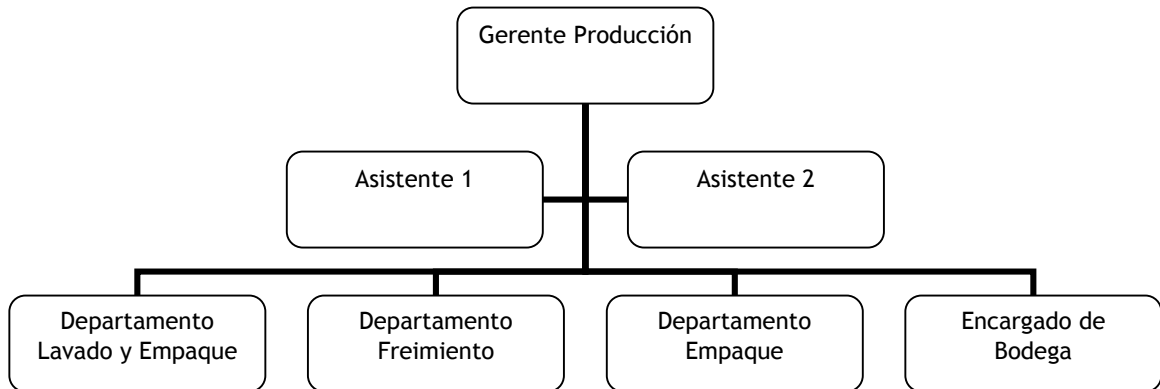 Gerente Producción
Asistente 1
Asistente 2
Departamento
Lavado y Empaque
Departamento
Freimiento
Departamento
Empaque
Encargado de
Bodega